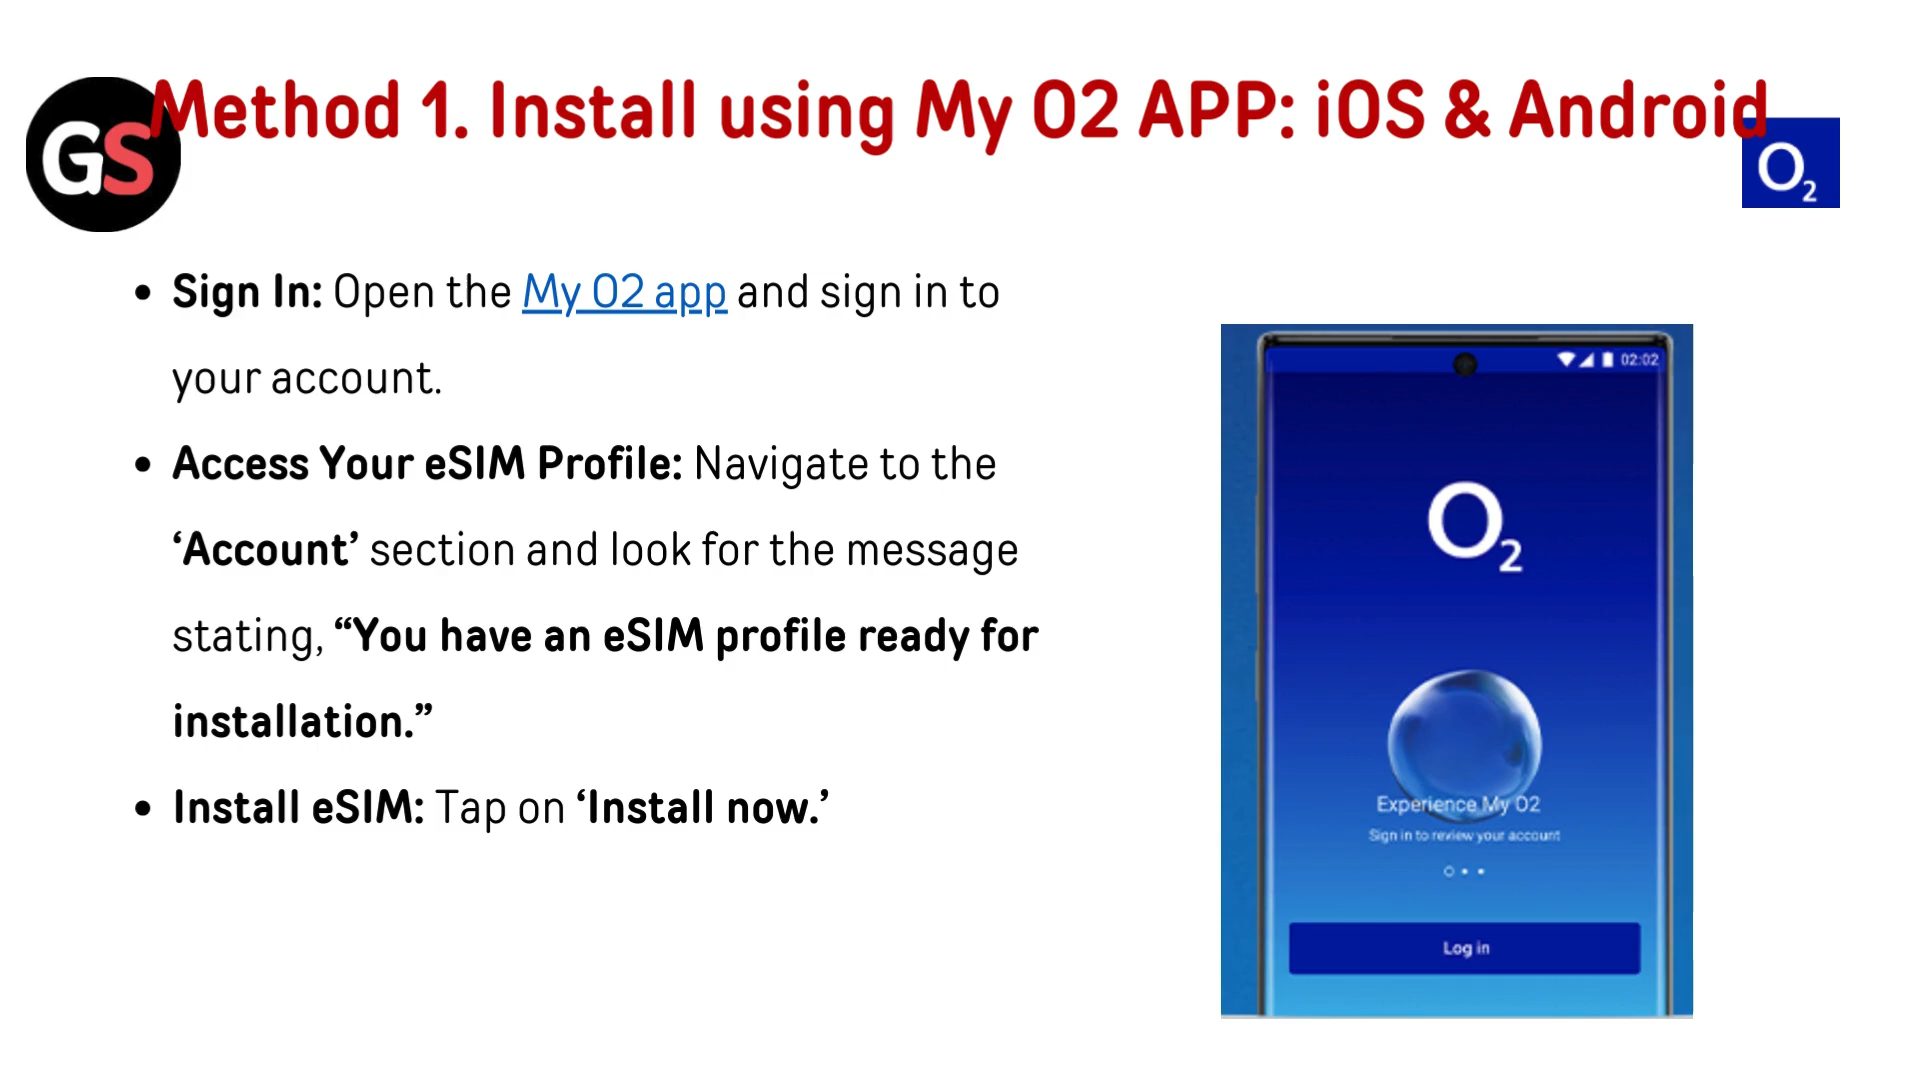 Method 1. Install using My O2 APP: iOS & Android
GS
O2
• Sign In: Open the My O2 app and sign in to
your account.
• Access Your eSIM Profile: Navigate to the
‘Account’ section and look for the message
stating, “You have an eSIM profile ready for
installation.”
• Install eSIM: Tap on ‘Install now.’
02:02
O2
Experience My O2
Sign in to review your account
Log in